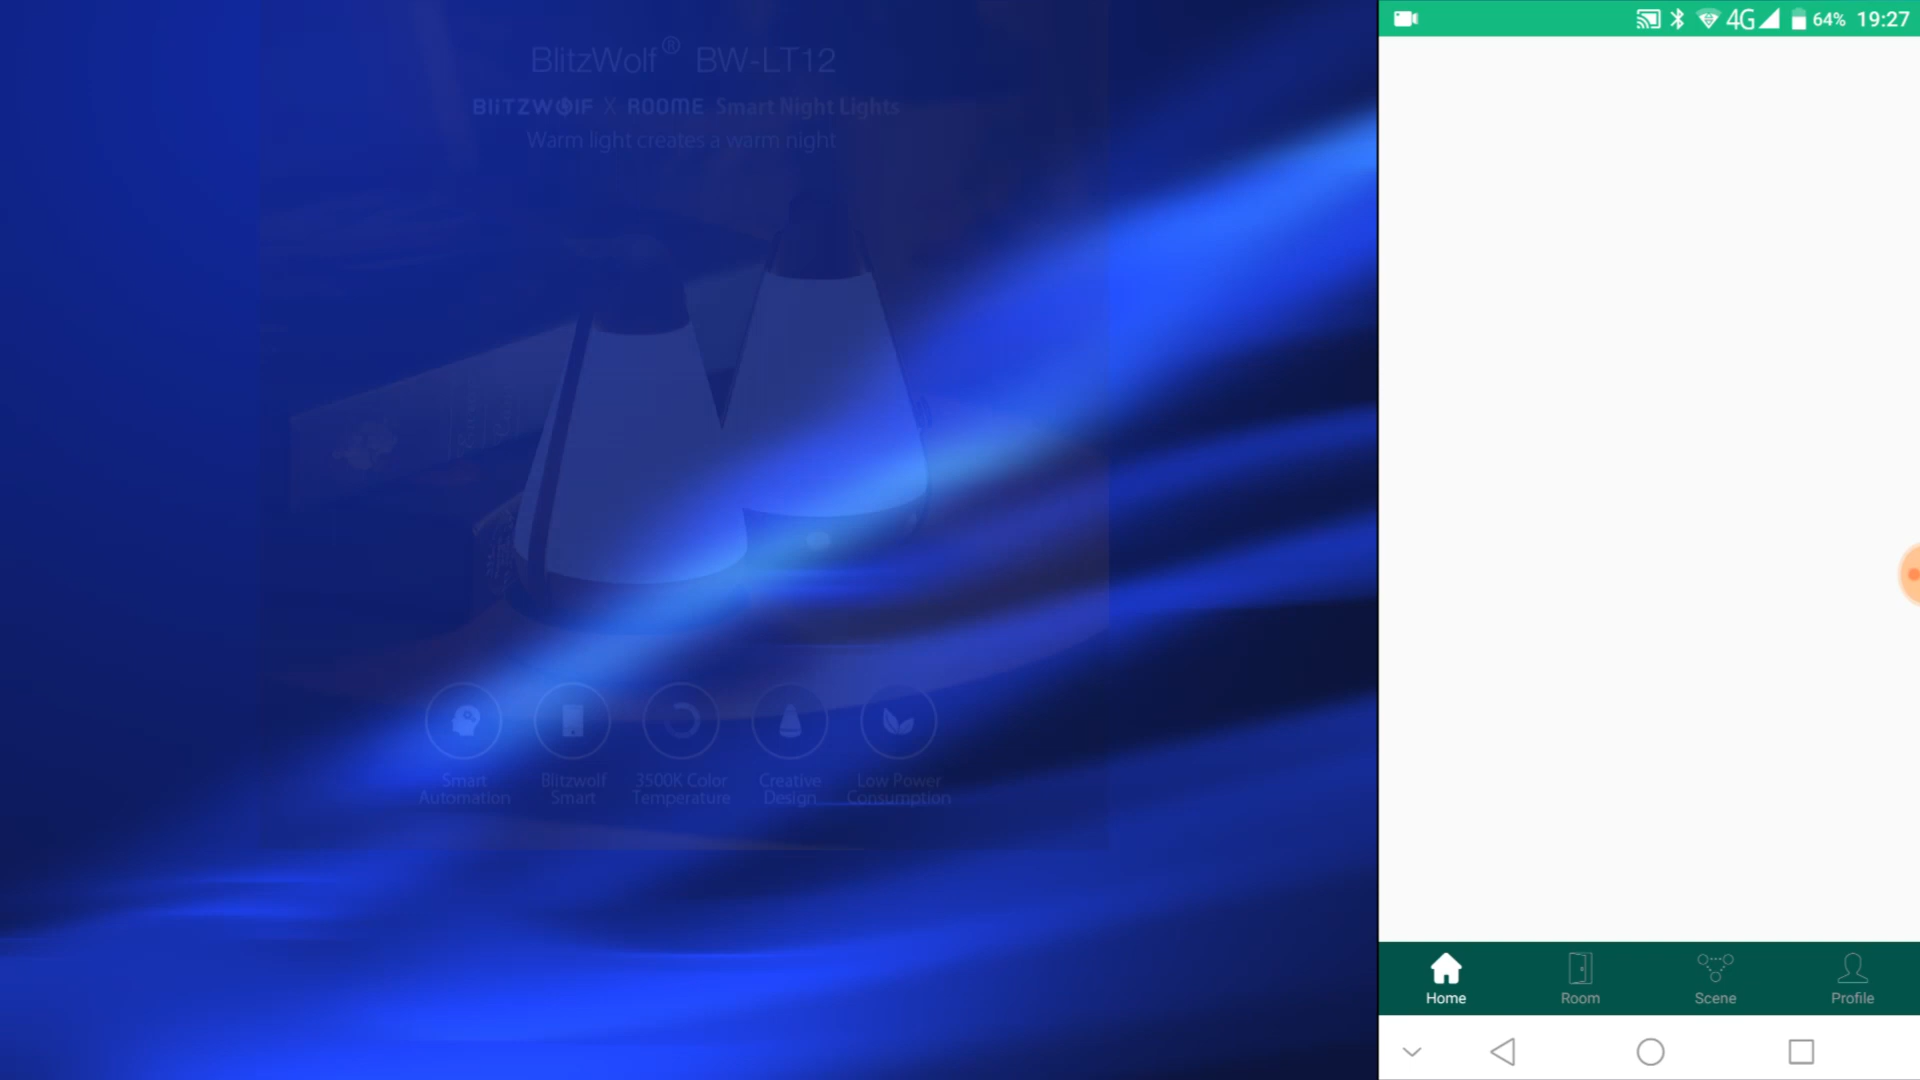 BlitzWolf® BW-LT12
BLITZWOLF X ROOME Smart Night Lights
Warm light creates a warm night
Smart
Automation
Blitzwolf
Smart
3500K Color
Temperature
Creative
Design
Low Power
Consumption
4G 64% 19:27
Home
Room
Scene
Profile